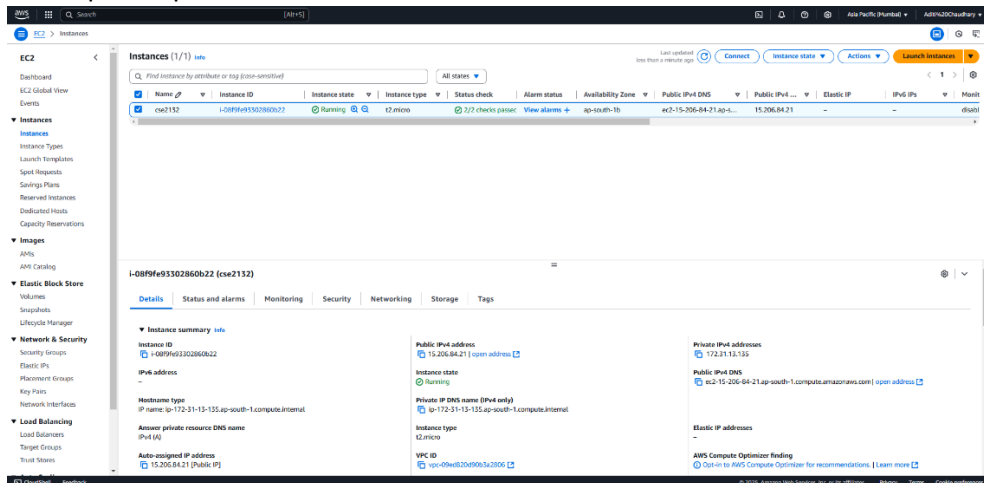 aws
Search
[Alt+S]
Asia Pacific (Mumbai)
Aditi%20Choudhary
EC2 > Instances
EC2
Dashboard
EC2 Global View
Events
Instances
Instances
Instance Types
Launch Templates
Spot Requests
Savings Plans
Reserved Instances
Dedicated Hosts
Capacity Reservations
Images
AMIs
AMI Catalog
Elastic Block Store
Volumes
Snapshots
Lifecycle Manager
Network & Security
Security Groups
Elastic IPs
Placement Groups
Key Pairs
Network Interfaces
Load Balancing
Load Balancers
Target Groups
Trust Stores
Instances (1/1) Info
Last updated
less than a minute ago
Connect
Instance state
Actions
Launch instances
Find Instance by attribute or tag (case-sensitive)
All states
1
Name Instance ID Instance state Instance type Status check Alarm status Availability Zone Public IPv4 DNS Public IPv4 ... Elastic IP IPv6 IPs Monit
cse2132 i-08f9fe93302860b22 Running t2.micro 2/2 checks passec View alarms + ap-south-1b ec2-15-206-84-21.ap-s... 15.206.84.21 – – disabl
i-08f9fe93302860b22 (cse2132)
Details Status and alarms Monitoring Security Networking Storage Tags
Instance summary Info
Instance ID
i-08f9fe93302860b22
Public IPv4 address
15.206.84.21 | open address
Private IPv4 addresses
172.31.13.135
IPv6 address
–
Instance state
Running
Public IPv4 DNS
ec2-15-206-84-21.ap-south-1.compute.amazonaws.com | open address
Hostname type
IP name: ip-172-31-13-135.ap-south-1.compute.internal
Private IP DNS name (IPv4 only)
ip-172-31-13-135.ap-south-1.compute.internal
Answer private resource DNS name
IPv4 (A)
Instance type
t2.micro
Elastic IP addresses
–
Auto-assigned IP address
15.206.84.21 [Public IP]
VPC ID
vpc-09ed820d90b3a2806
AWS Compute Optimizer finding
Opt-in to AWS Compute Optimizer for recommendations. | Learn more
CloudShell Feedback
© 2025, Amazon Web Services, Inc. or its affiliates. Privacy Terms Cookie preferences